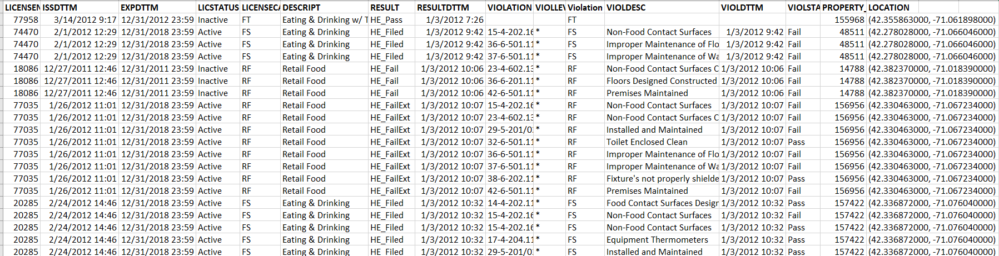 LICENSEN ISSDTTM EXPDTTM LICSTATUS LICENSECA DESCRIPT RESULT RESULTDTTM VIOLATION VIOLLEV Violation VIOLDESC VIOLDTTM VIOLSTA PROPERTY_ LOCATION
77958 3/14/2012 9:17 12/31/2012 23:59 Inactive FT Eating & Drinking w/ T HE_Pass 1/3/2012 7:26 FT 155968 (42.355863000, -71.061898000)
74470 2/1/2012 12:29 12/31/2018 23:59 Active FS Eating & Drinking HE_Filed 1/3/2012 9:42 15-4-202.16 * FS Non-Food Contact Surfaces 1/3/2012 9:42 Fail 48511 (42.278028000, -71.066046000)
74470 2/1/2012 12:29 12/31/2018 23:59 Active FS Eating & Drinking HE_Filed 1/3/2012 9:42 36-6-501.11 * FS Improper Maintenance of Flo 1/3/2012 9:42 Fail 48511 (42.278028000, -71.066046000)
74470 2/1/2012 12:29 12/31/2018 23:59 Active FS Eating & Drinking HE_Filed 1/3/2012 9:42 37-6-501.11 * FS Improper Maintenance of Wa 1/3/2012 9:42 Fail 48511 (42.278028000, -71.066046000)
18086 12/27/2011 12:46 12/31/2011 23:59 Inactive RF Retail Food HE_Fail 1/3/2012 10:06 23-4-602.13 * RF Non-Food Contact Surfaces C 1/3/2012 10:06 Fail 14788 (42.382370000, -71.018390000)
18086 12/27/2011 12:46 12/31/2011 23:59 Inactive RF Retail Food HE_Fail 1/3/2012 10:06 36-6-201.11 * RF Floors Designed Constructed 1/3/2012 10:06 Fail 14788 (42.382370000, -71.018390000)
18086 12/27/2011 12:46 12/31/2011 23:59 Inactive RF Retail Food HE_Fail 1/3/2012 10:06 42-6-501.11 * RF Premises Maintained 1/3/2012 10:06 Fail 14788 (42.382370000, -71.018390000)
77035 1/26/2012 11:01 12/31/2018 23:59 Active RF Retail Food HE_FailExt 1/3/2012 10:07 15-4-202.16 * RF Non-Food Contact Surfaces 1/3/2012 10:07 Fail 156956 (42.330463000, -71.067234000)
77035 1/26/2012 11:01 12/31/2018 23:59 Active RF Retail Food HE_FailExt 1/3/2012 10:07 23-4-602.13 * RF Non-Food Contact Surfaces C 1/3/2012 10:07 Fail 156956 (42.330463000, -71.067234000)
77035 1/26/2012 11:01 12/31/2018 23:59 Active RF Retail Food HE_FailExt 1/3/2012 10:07 29-5-201/0 * RF Installed and Maintained 1/3/2012 10:07 Fail 156956 (42.330463000, -71.067234000)
77035 1/26/2012 11:01 12/31/2018 23:59 Active RF Retail Food HE_FailExt 1/3/2012 10:07 32-6-501.11 * RF Toilet Enclosed Clean 1/3/2012 10:07 Pass 156956 (42.330463000, -71.067234000)
77035 1/26/2012 11:01 12/31/2018 23:59 Active RF Retail Food HE_FailExt 1/3/2012 10:07 36-6-501.11 * RF Improper Maintenance of Flo 1/3/2012 10:07 Fail 156956 (42.330463000, -71.067234000)
77035 1/26/2012 11:01 12/31/2018 23:59 Active RF Retail Food HE_FailExt 1/3/2012 10:07 37-6-501.11 * RF Improper Maintenance of Wa 1/3/2012 10:07 Fail 156956 (42.330463000, -71.067234000)
77035 1/26/2012 11:01 12/31/2018 23:59 Active RF Retail Food HE_FailExt 1/3/2012 10:07 38-6-202.11 * RF Fixture's not properly shielde 1/3/2012 10:07 Pass 156956 (42.330463000, -71.067234000)
77035 1/26/2012 11:01 12/31/2018 23:59 Active RF Retail Food HE_FailExt 1/3/2012 10:07 42-6-501.11 * RF Premises Maintained 1/3/2012 10:07 Fail 156956 (42.330463000, -71.067234000)
20285 2/24/2012 14:46 12/31/2018 23:59 Active FS Eating & Drinking HE_Filed 1/3/2012 10:32 14-4-202.11 * FS Food Contact Surfaces Design 1/3/2012 10:32 Pass 157422 (42.336872000, -71.076040000)
20285 2/24/2012 14:46 12/31/2018 23:59 Active FS Eating & Drinking HE_Filed 1/3/2012 10:32 15-4-202.16 * FS Non-Food Contact Surfaces 1/3/2012 10:32 Fail 157422 (42.336872000, -71.076040000)
20285 2/24/2012 14:46 12/31/2018 23:59 Active FS Eating & Drinking HE_Filed 1/3/2012 10:32 15-4-202.16 * FS Non-Food Contact Surfaces 1/3/2012 10:32 Pass 157422 (42.336872000, -71.076040000)
20285 2/24/2012 14:46 12/31/2018 23:59 Active FS Eating & Drinking HE_Filed 1/3/2012 10:32 17-4-204.11 * FS Equipment Thermometers 1/3/2012 10:32 Pass 157422 (42.336872000, -71.076040000)
20285 2/24/2012 14:46 12/31/2018 23:59 Active FS Eating & Drinking HE_Filed 1/3/2012 10:32 29-5-201/0 * FS Installed and Maintained 1/3/2012 10:32 Pass 157422 (42.336872000, -71.076040000)